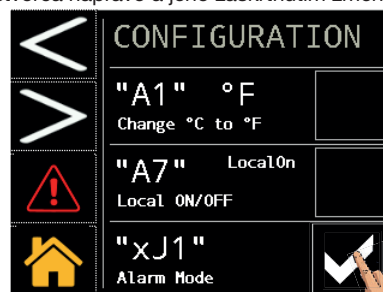 CONFIGURATION
"A1" °F
Change °C to °F
"A7" LocalOn
Local ON/OFF
"xJ1"
Alarm Mode